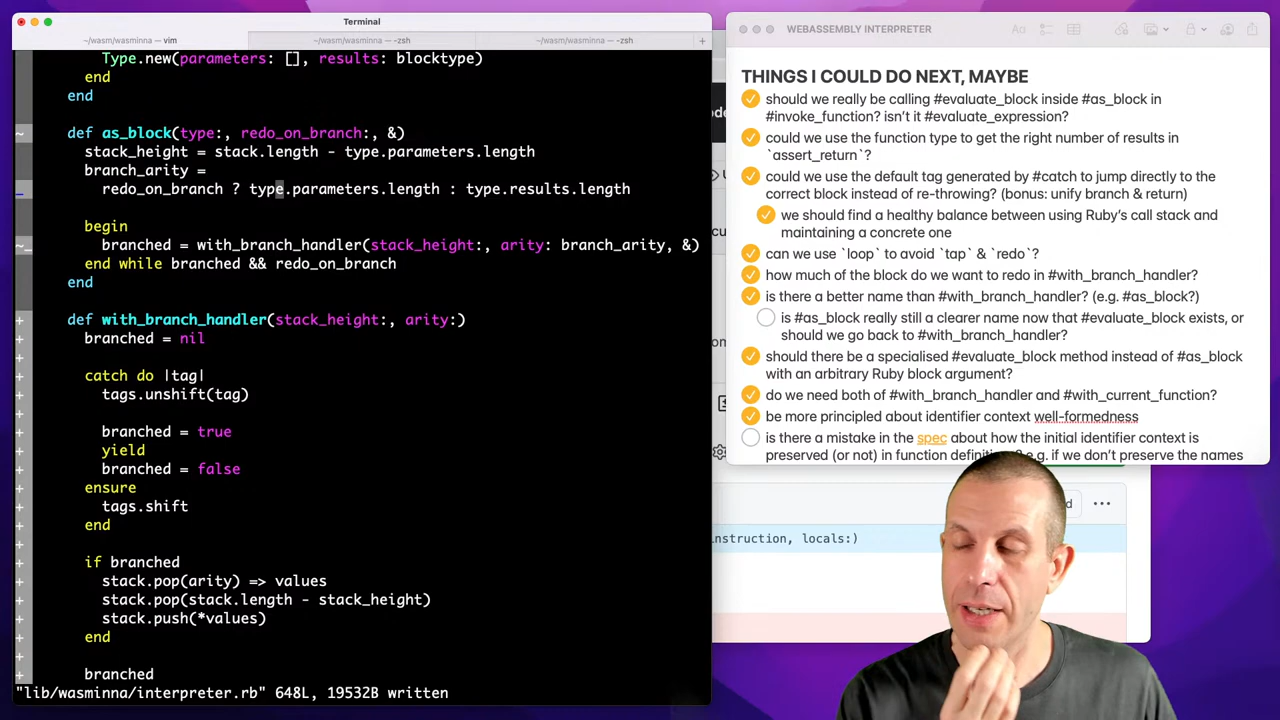 Terminal
~/wasm/wasminna — vim
~/wasm/wasminna — -zsh
~/wasm/wasminna — -zsh
+
Type.new(parameters: [], results: blocktype)
end
end
~ def as_block(type:, redo_on_branch:, &)
stack_height = stack.length - type.parameters.length
branch_arity =
_ redo_on_branch ? type.parameters.length : type.results.length
begin
~_ branched = with_branch_handler(stack_height:, arity: branch_arity, &)
end while branched && redo_on_branch
end
+ def with_branch_handler(stack_height:, arity:)
+ branched = nil
+
+ catch do |tag|
+ tags.unshift(tag)
+
+ branched = true
+ yield
+ branched = false
+ ensure
+ tags.shift
+ end
+
+ if branched
+ stack.pop(arity) => values
+ stack.pop(stack.length - stack_height)
+ stack.push(*values)
+ end
+
+ branched
"lib/wasminna/interpreter.rb" 648L, 19532B written
WEBASSEMBLY INTERPRETER
Aa
THINGS I COULD DO NEXT, MAYBE
should we really be calling #evaluate_block inside #as_block in
#invoke_function? isn't it #evaluate_expression?
could we use the function type to get the right number of results in
`assert_return`?
could we use the default tag generated by #catch to jump directly to the
correct block instead of re-throwing? (bonus: unify branch & return)
we should find a healthy balance between using Ruby's call stack and
maintaining a concrete one
can we use `loop` to avoid `tap` & `redo`?
how much of the block do we want to redo in #with_branch_handler?
is there a better name than #with_branch_handler? (e.g. #as_block?)
is #as_block really still a clearer name now that #evaluate_block exists, or
should we go back to #with_branch_handler?
should there be a specialised #evaluate_block method instead of #as_block
with an arbitrary Ruby block argument?
do we need both of #with_branch_handler and #with_current_function?
be more principled about identifier context well-formedness
is there a mistake in the spec about how the initial identifier context is
preserved (or not) in function e.g. if we don't preserve the names
instruction, locals:)